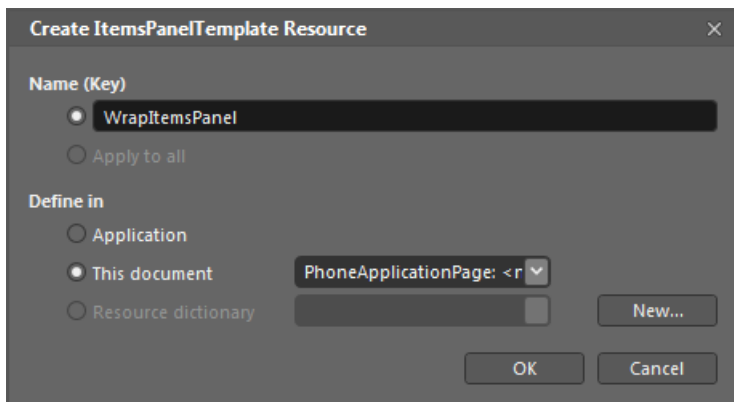 Create ItemsPanelTemplate Resource
Name (Key)
WrapItemsPanel
Apply to all
Define in
Application
This document PhoneApplicationPage: <r
Resource dictionary New...
OK Cancel